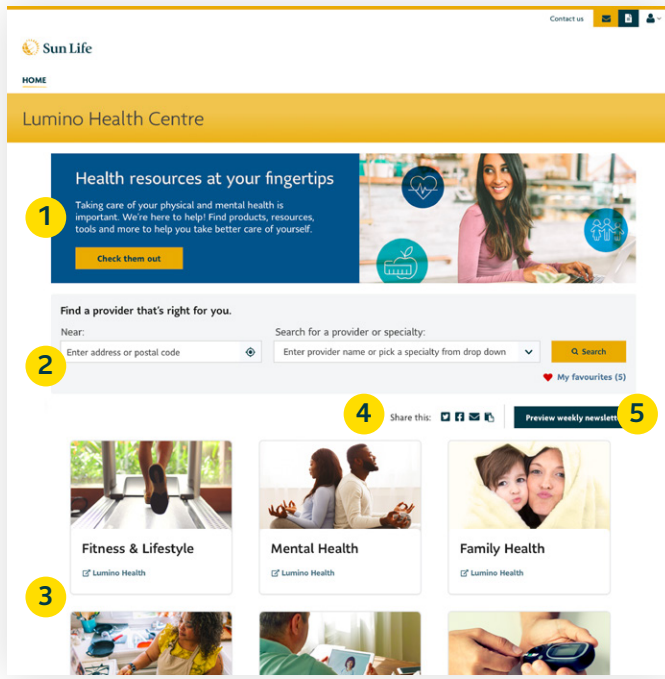 Contact us
Sun Life
HOME
Lumino Health Centre
1
Health resources at your fingertips
Taking care of your physical and mental health is
important. We're here to help! Find products, resources,
tools and more to help you take better care of yourself.
Check them out
Find a provider that's right for you.
Near:
Search for a provider or specialty:
2
Enter address or postal code
Enter provider name or pick a specialty from drop down
Search
My favourites (5)
4
Share this:
Preview weekly newslett
5
Fitness & Lifestyle
Mental Health
Family Health
Lumino Health
Lumino Health
Lumino Health
3